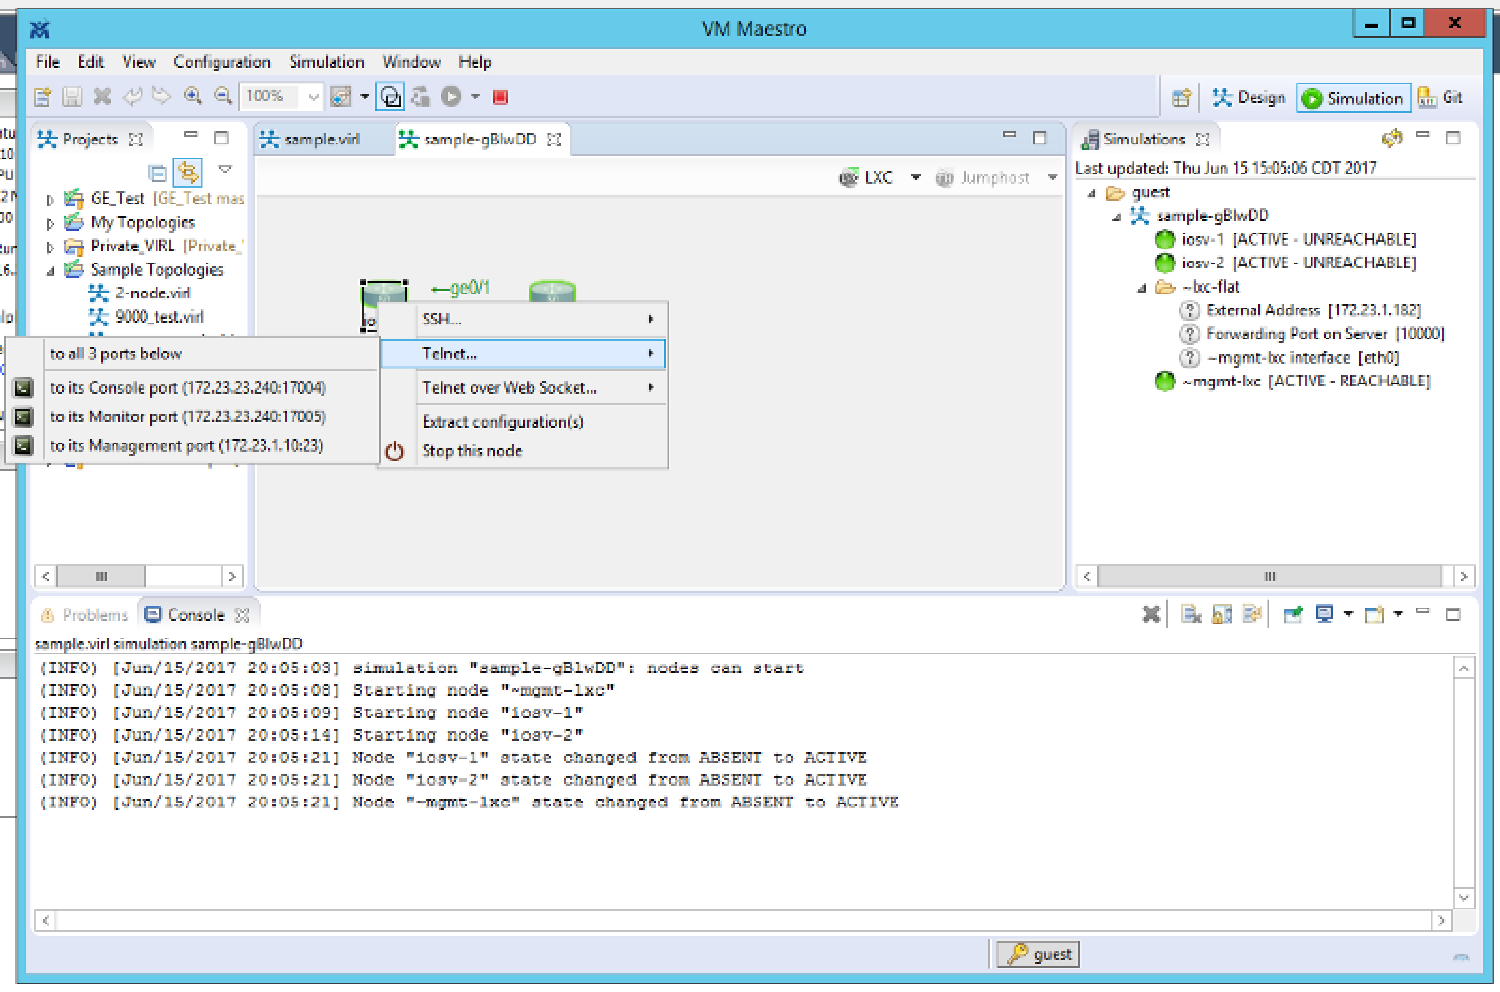 VM Maestro
File Edit View Configuration Simulation Window Help
100%
Design Simulation Git
Projects
sample.virl
sample-gBlwDD
Simulations
LXC Jumphost
Last updated: Thu Jun 15 15:05:06 CDT 2017
GE_Test [GE_Test mas
My Topologies
Private_VIRL [Private_
Sample Topologies
2-node.virl
9000_test.virl
guest
sample-gBlwDD
iosv-1 [ACTIVE - UNREACHABLE]
iosv-2 [ACTIVE - UNREACHABLE]
~lxc-flat
External Address [172.23.1.182]
Forwarding Port on Server [10000]
~mgmt-lxc interface [eth0]
~mgmt-lxc [ACTIVE - REACHABLE]
←ge0/1
io
SSH...
Telnet...
Telnet over Web Socket...
Extract configuration(s)
Stop this node
to all 3 ports below
to its Console port (172.23.23.240:17004)
to its Monitor port (172.23.23.240:17005)
to its Management port (172.23.1.10:23)
Problems Console
sample.virl simulation sample-gBlwDD
(INFO) [Jun/15/2017 20:05:03] simulation "sample-gBlwDD": nodes can start
(INFO) [Jun/15/2017 20:05:08] Starting node "~mgmt-lxc"
(INFO) [Jun/15/2017 20:05:09] Starting node "iosv-1"
(INFO) [Jun/15/2017 20:05:14] Starting node "iosv-2"
(INFO) [Jun/15/2017 20:05:21] Node "iosv-1" state changed from ABSENT to ACTIVE
(INFO) [Jun/15/2017 20:05:21] Node "iosv-2" state changed from ABSENT to ACTIVE
(INFO) [Jun/15/2017 20:05:21] Node "~mgmt-lxc" state changed from ABSENT to ACTIVE
guest